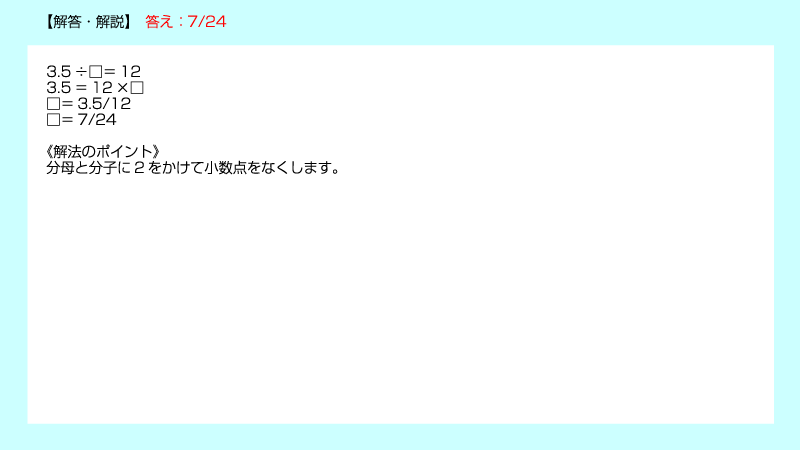 【解答・解説】 答え:7/24
3.5÷□=12
3.5=12×□
□=3.5/12
□=7/24
《解法のポイント》
分母と分子に2をかけて小数点をなくします。